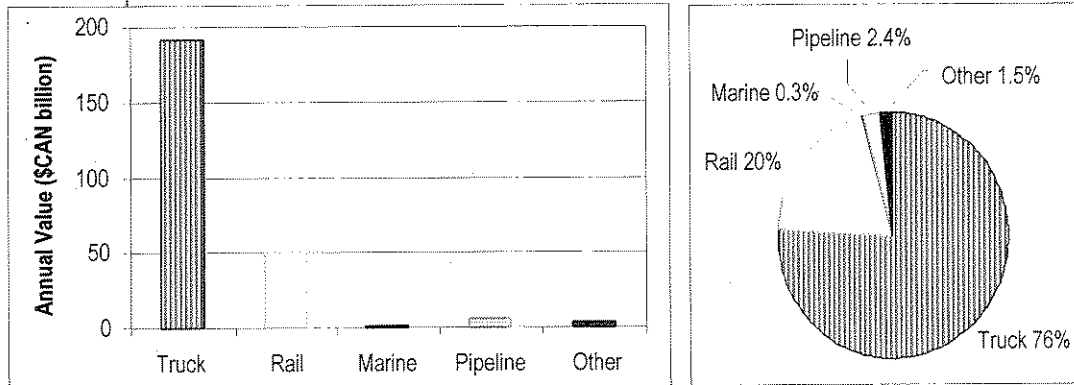 200
150
100
50
0
Annual Value ($CAN billion)
Truck Rail Marine Pipeline Other
Pipeline 2.4%
Other 1.5%
Marine 0.3%
Rail 20%
Truck 76%